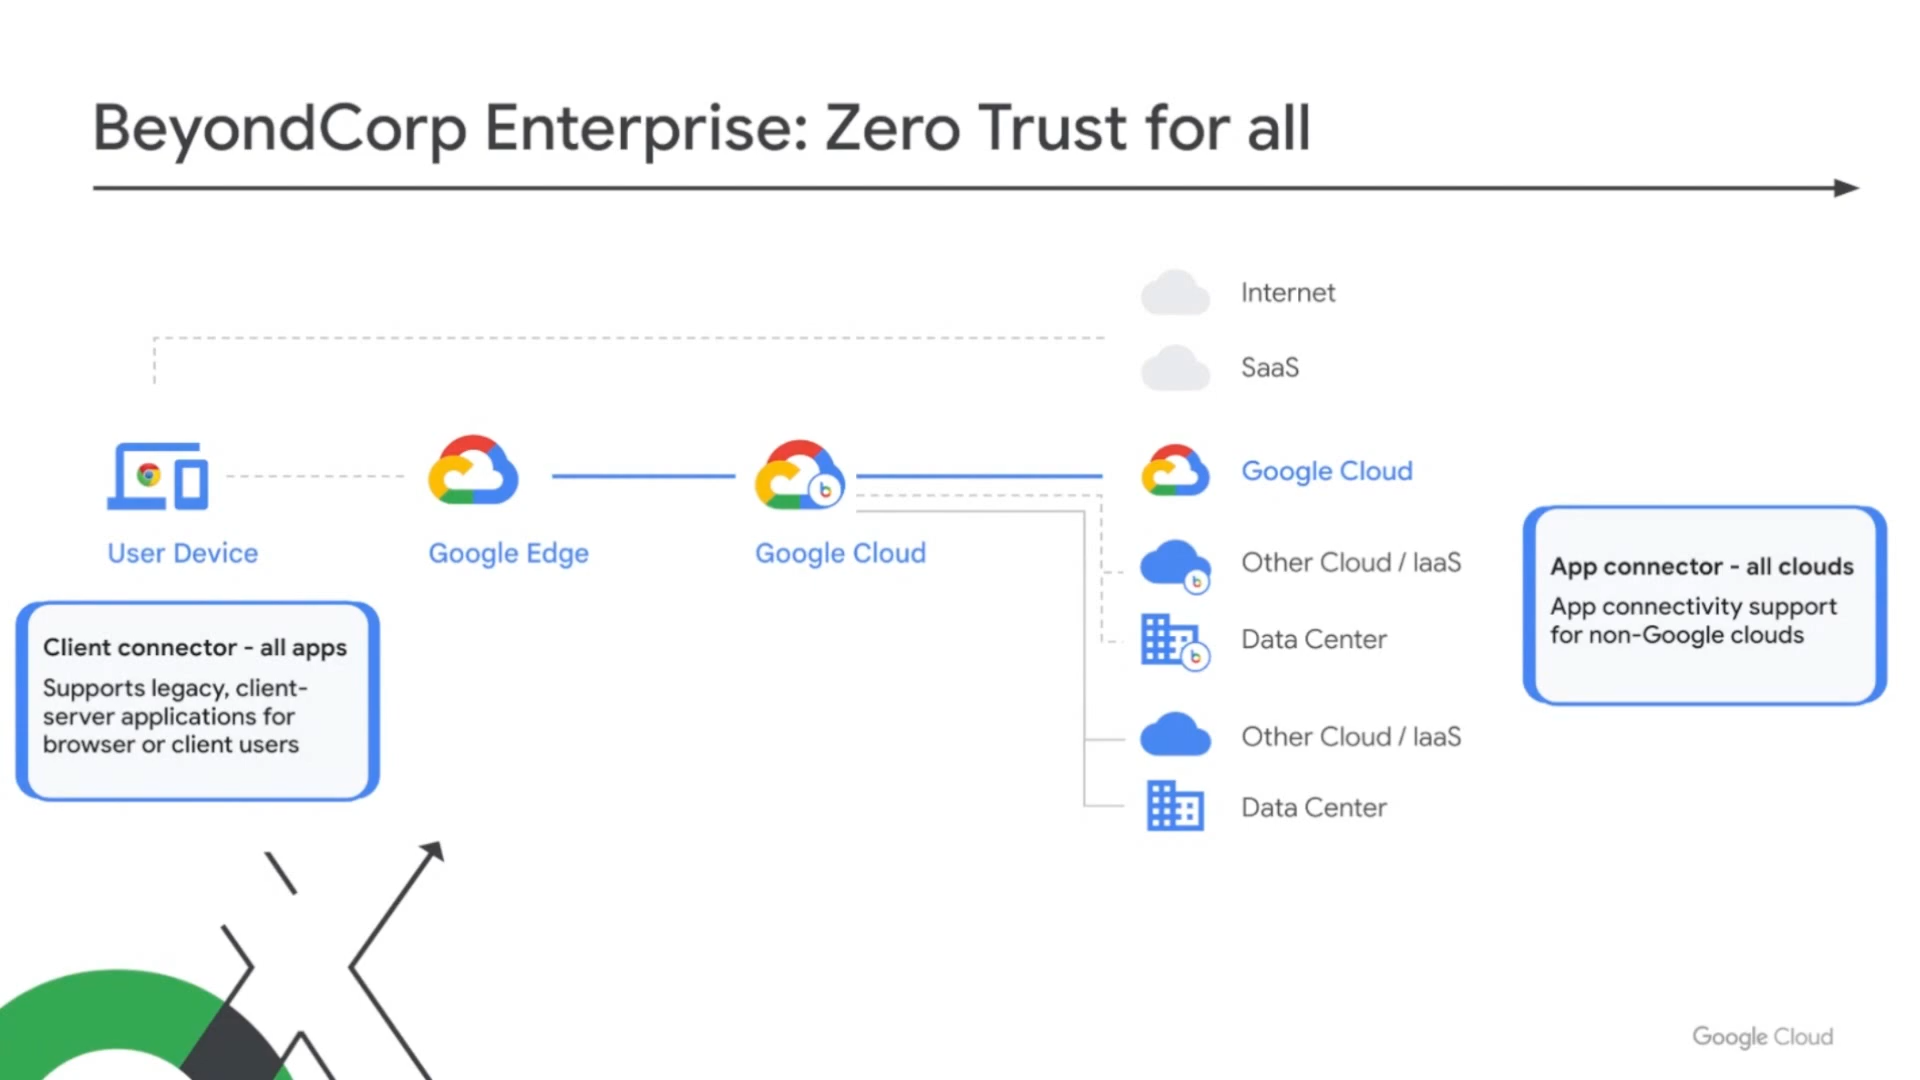 BeyondCorp Enterprise: Zero Trust for all
Internet
SaaS
Google Cloud
Other Cloud / IaaS
Data Center
Other Cloud / IaaS
Data Center
User Device
Google Edge
Google Cloud
Client connector - all apps
Supports legacy, client-
server applications for
browser or client users
App connector - all clouds
App connectivity support
for non-Google clouds
Google Cloud